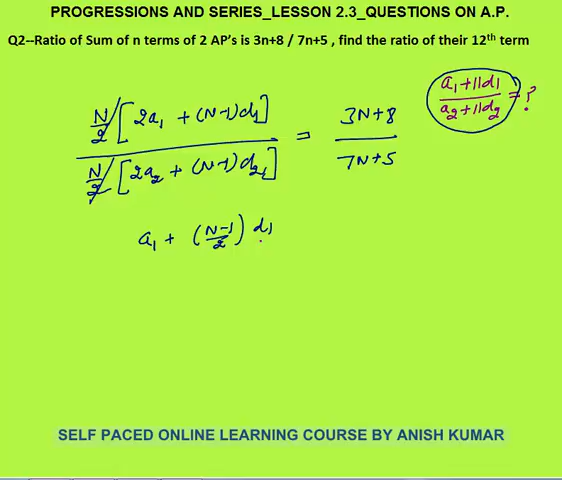 PROGRESSIONS AND SERIES_LESSON 2.3_QUESTIONS ON A.P.
Q2--Ratio of Sum of n terms of 2 AP's is 3n+8 / 7n+5 , find the ratio of their 12th term
a1+11d1 / a2+11d2 = ?
N/2 [2a1 + (N-1)d1] / N/2 [2a2 + (N-1)d2] = 3N+8 / 7N+5
a1 + (N-1/2) d1
SELF PACED ONLINE LEARNING COURSE BY ANISH KUMAR